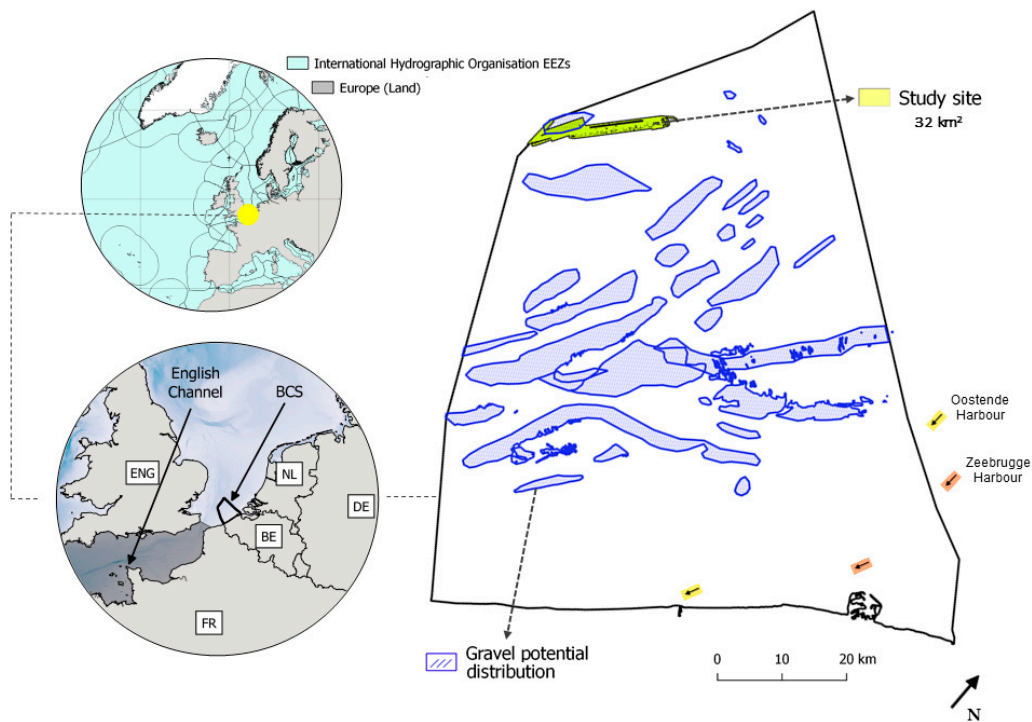 International Hydrographic Organisation EEZs
Europe (Land)
Study site
32 km²
English
Channel
BCS
ENG
NL
DE
BE
FR
Oostende
Harbour
Zeebrugge
Harbour
Gravel potential
distribution
0 10 20 km
N